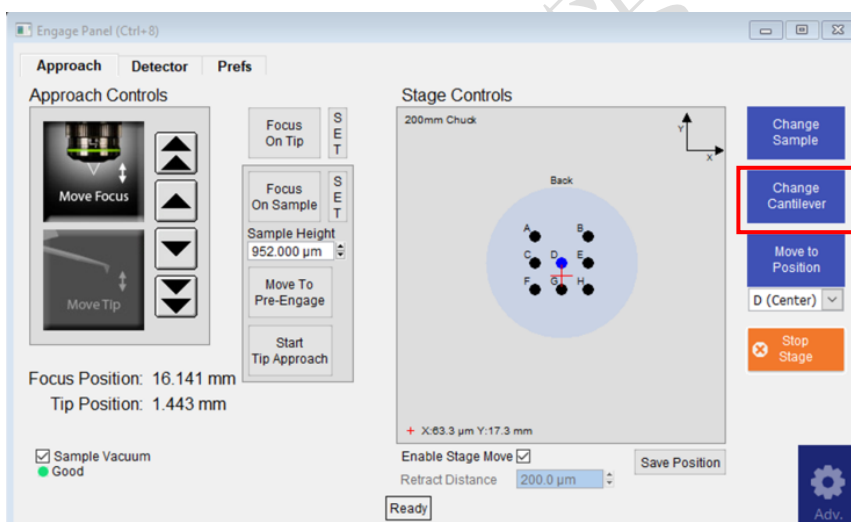 Engage Panel (Ctrl+8)
Approach Detector Prefs
Approach Controls
Move Focus
Move Tip
Focus
On Tip
SET
Focus
On Sample
SET
Sample Height
952.000 µm
Move To
Pre-Engage
Start
Tip Approach
Focus Position: 16.141 mm
Tip Position: 1.443 mm
Sample Vacuum
Good
Stage Controls
200mm Chuck
Y
X
Back
A B
C D E
F G H
+ X:63.3 µm Y:17.3 mm
Enable Stage Move
Retract Distance 200.0 µm
Save Position
Ready
Change
Sample
Change
Cantilever
Move to
Position
D (Center)
Stop
Stage
Adv.